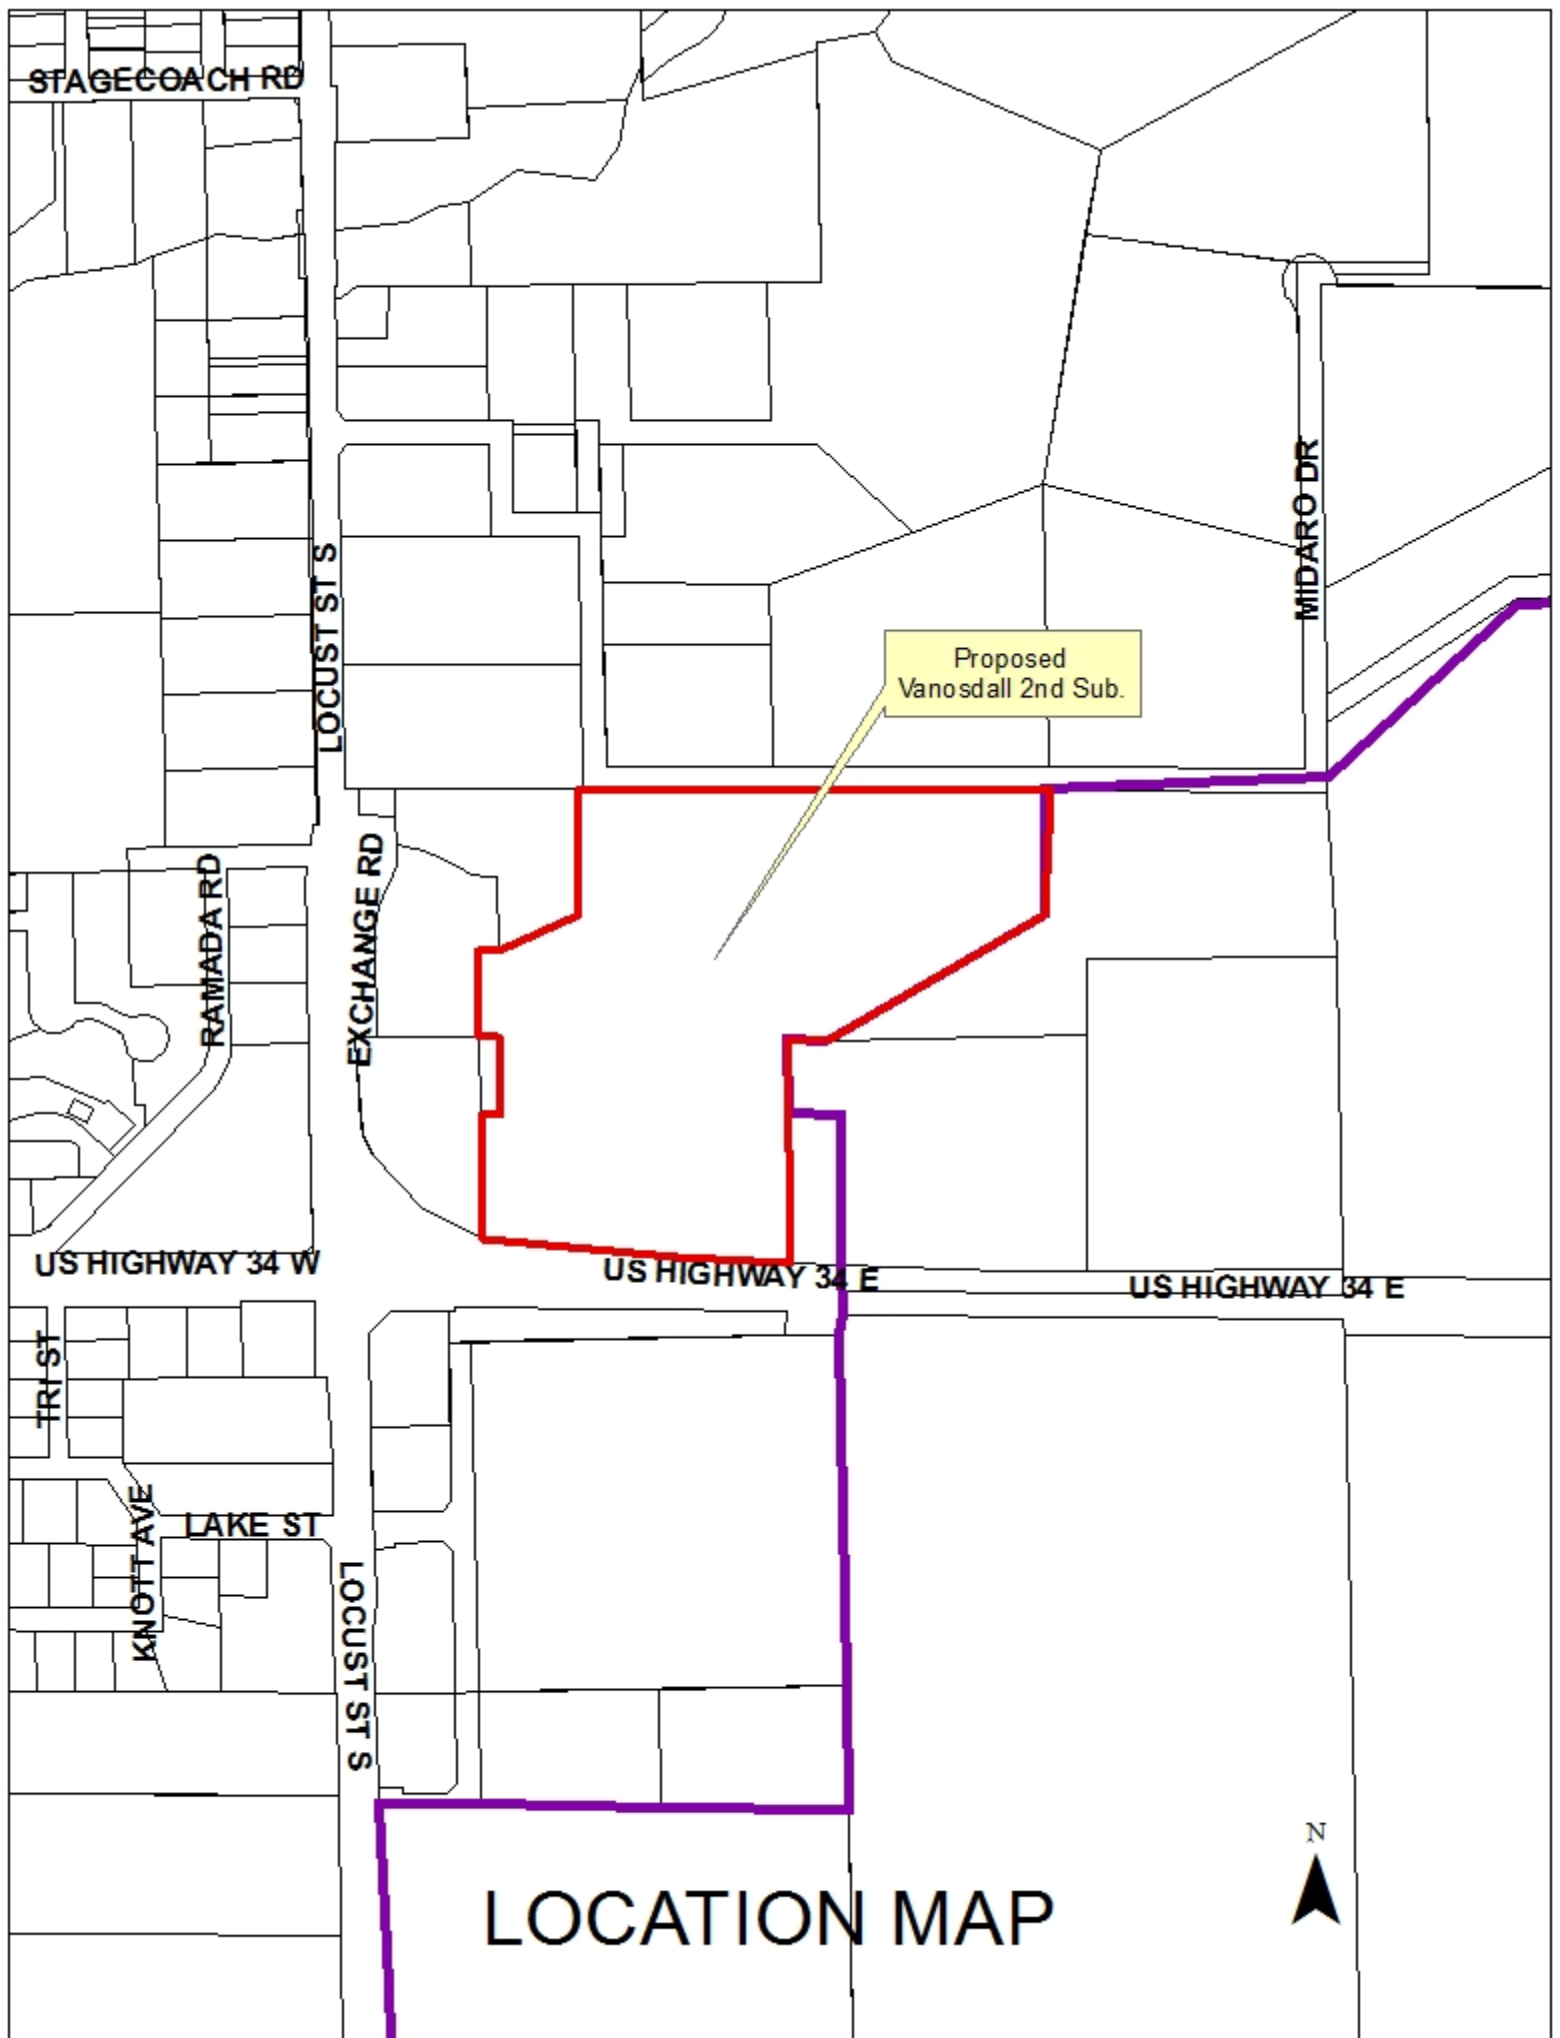 STAGECOACH RD
MIDARO DR
LOCUST ST S
Proposed
Vanosdall 2nd Sub.
RAMADA RD
EXCHANGE RD
US HIGHWAY 34 W
US HIGHWAY 34 E
US HIGHWAY 34 E
TRI ST
KNOTT AVE
LAKE ST
LOCUST ST S
N
LOCATION MAP